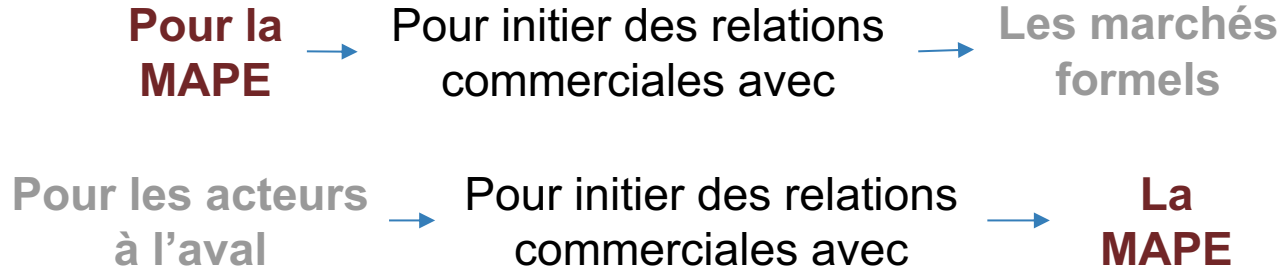 Pour la
MAPE
Pour initier des relations
commerciales avec
Les marchés
formels
Pour les acteurs
à l’aval
Pour initier des relations
commerciales avec
La
MAPE